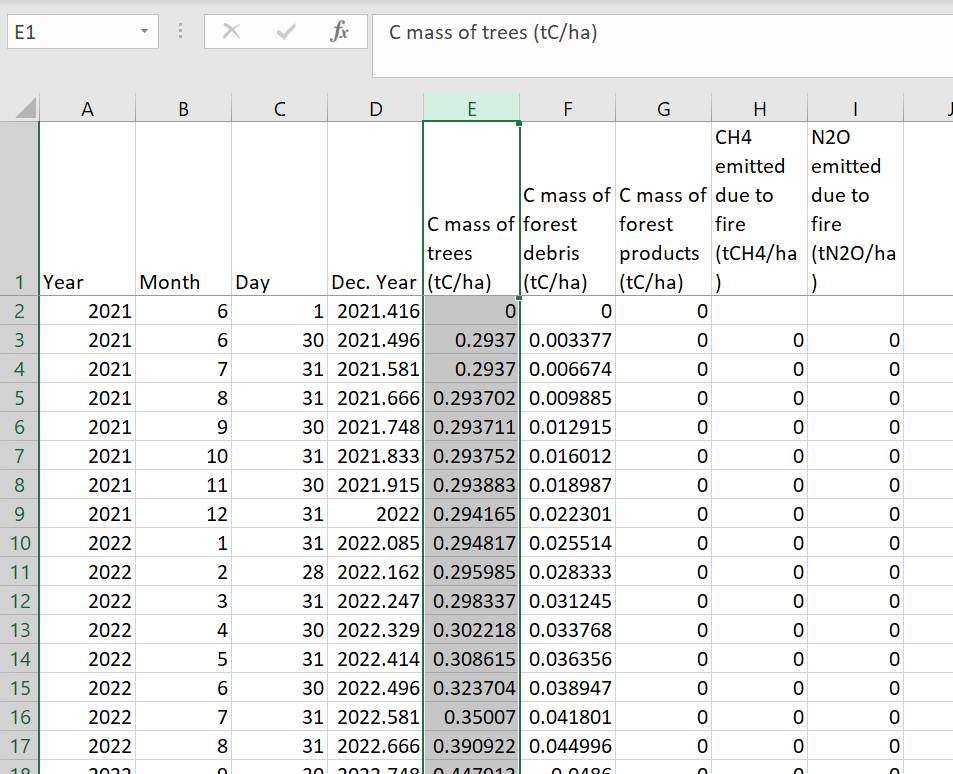 E1 fx C mass of trees (tC/ha)
A B C D E F G H I J
CH4 N2O
emitted emitted
C mass of C mass of due to due to
C mass of forest forest fire fire
trees debris products (tCH4/ha (tN2O/ha
1 Year Month Day Dec. Year (tC/ha) (tC/ha) (tC/ha) ) )
2 2021 6 1 2021.416 0 0 0
3 2021 6 30 2021.496 0.2937 0.003377 0 0 0
4 2021 7 31 2021.581 0.2937 0.006674 0 0 0
5 2021 8 31 2021.666 0.293702 0.009885 0 0 0
6 2021 9 30 2021.748 0.293711 0.012915 0 0 0
7 2021 10 31 2021.833 0.293752 0.016012 0 0 0
8 2021 11 30 2021.915 0.293883 0.018987 0 0 0
9 2021 12 31 2022 0.294165 0.022301 0 0 0
10 2022 1 31 2022.085 0.294817 0.025514 0 0 0
11 2022 2 28 2022.162 0.295985 0.028333 0 0 0
12 2022 3 31 2022.247 0.298337 0.031245 0 0 0
13 2022 4 30 2022.329 0.302218 0.033768 0 0 0
14 2022 5 31 2022.414 0.308615 0.036356 0 0 0
15 2022 6 30 2022.496 0.323704 0.038947 0 0 0
16 2022 7 31 2022.581 0.35007 0.041801 0 0 0
17 2022 8 31 2022.666 0.390922 0.044996 0 0 0
18 2022 9 30 2022.748 0.447912 0.0486 0 0 0